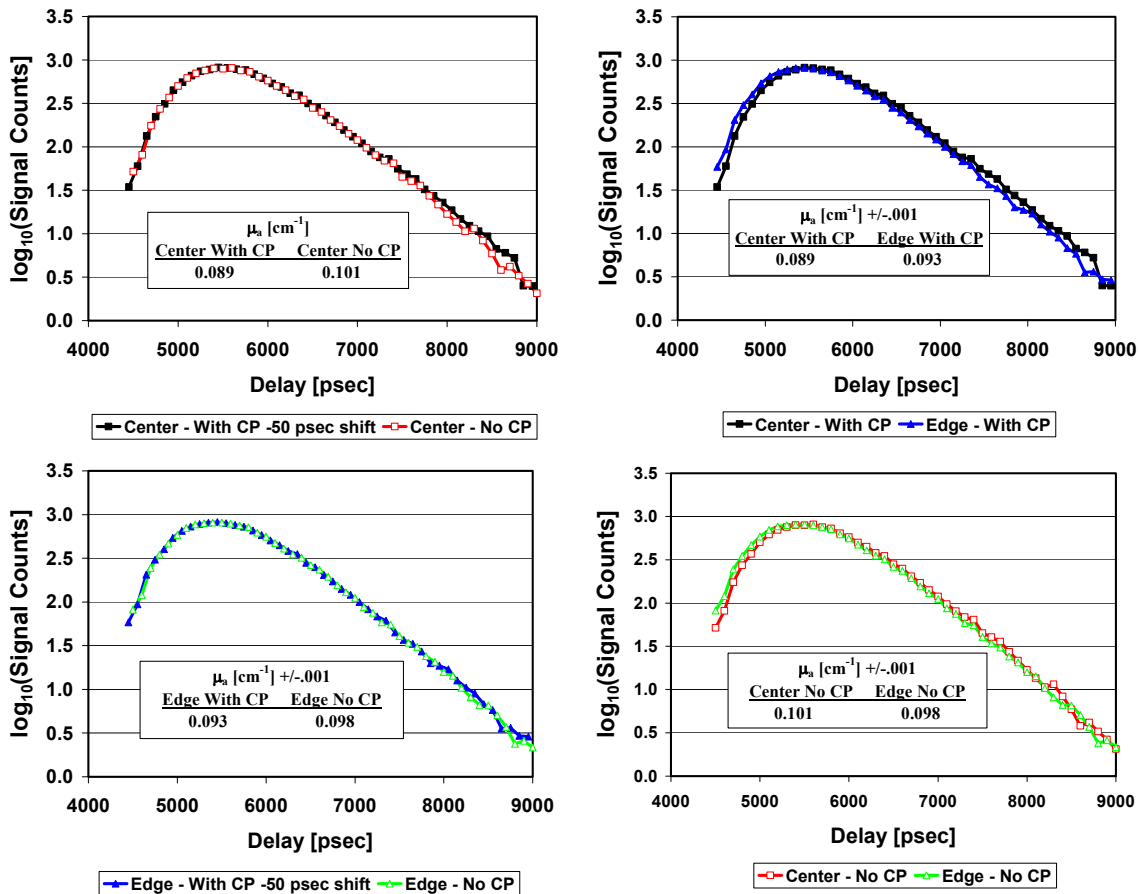 log₁₀(Signal Counts)
3.5
3.0
2.5
2.0
1.5
1.0
0.5
0.0
μₐ [cm⁻¹]
Center With CP Center No CP
0.089 0.101
4000 5000 6000 7000 8000 9000
Delay [psec]
Center - With CP -50 psec shift Center - No CP
log₁₀(Signal Counts)
3.5
3.0
2.5
2.0
1.5
1.0
0.5
0.0
μₐ [cm⁻¹] +/-.001
Center With CP Edge With CP
0.089 0.093
4000 5000 6000 7000 8000 9000
Delay [psec]
Center - With CP Edge - With CP
log₁₀(Signal Counts)
3.5
3.0
2.5
2.0
1.5
1.0
0.5
0.0
μₐ [cm⁻¹] +/-.001
Edge With CP Edge No CP
0.093 0.098
4000 5000 6000 7000 8000 9000
Delay [psec]
Edge - With CP -50 psec shift Edge - No CP
log₁₀(Signal Counts)
3.5
3.0
2.5
2.0
1.5
1.0
0.5
0.0
μₐ [cm⁻¹] +/-.001
Center No CP Edge No CP
0.101 0.098
4000 5000 6000 7000 8000 9000
Delay [psec]
Center - No CP Edge - No CP